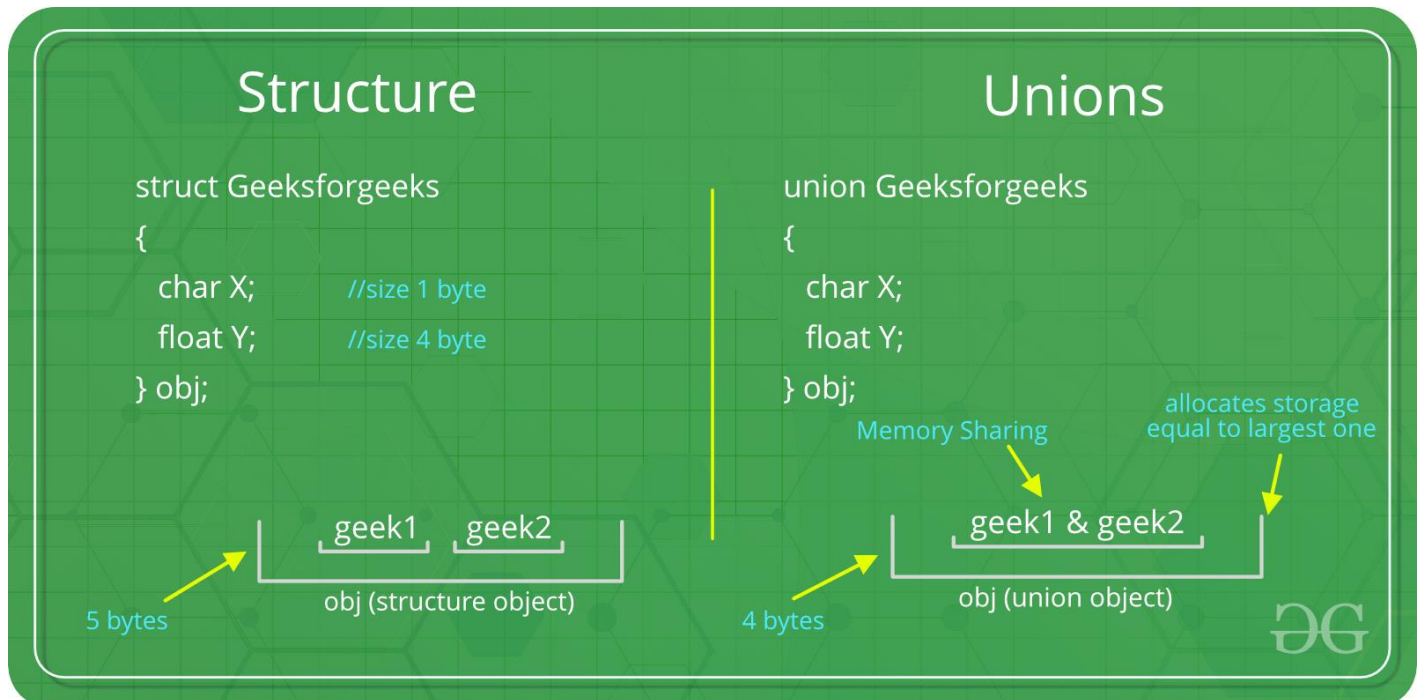 Structure
struct Geeksforgeeks
{
char X; //size 1 byte
float Y; //size 4 byte
} obj;
geek1 geek2
obj (structure object)
5 bytes
Unions
union Geeksforgeeks
{
char X;
float Y;
} obj;
Memory Sharing
allocates storage
equal to largest one
geek1 & geek2
obj (union object)
4 bytes